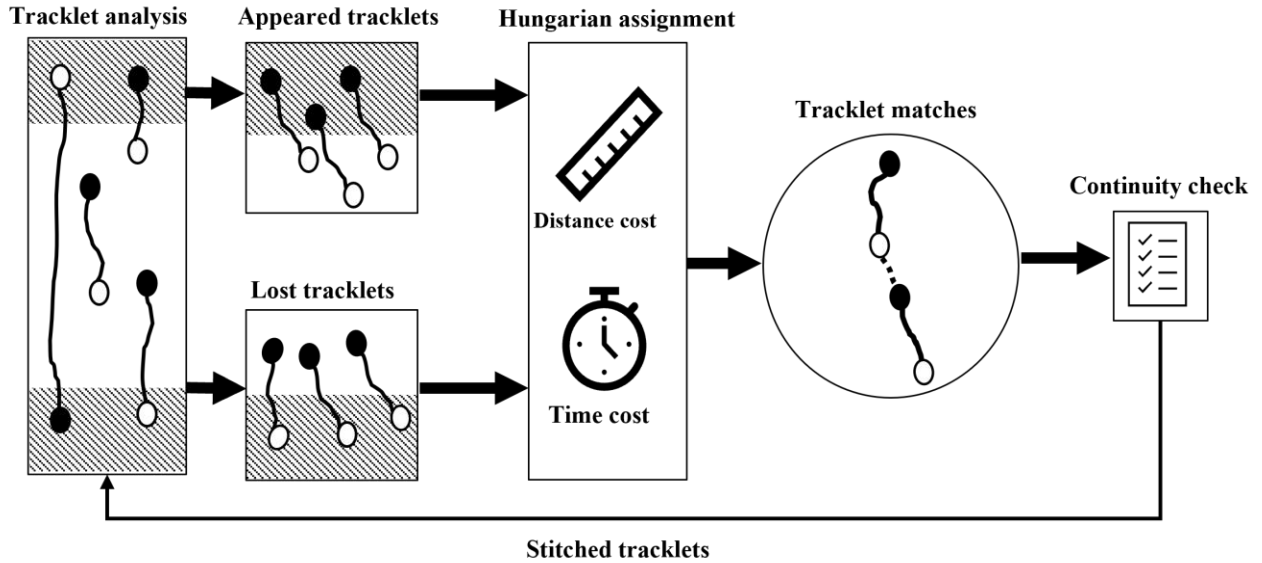 Tracklet analysis
Appeared tracklets
Hungarian assignment
Tracklet matches
Continuity check
Distance cost
Lost tracklets
Time cost
Stitched tracklets